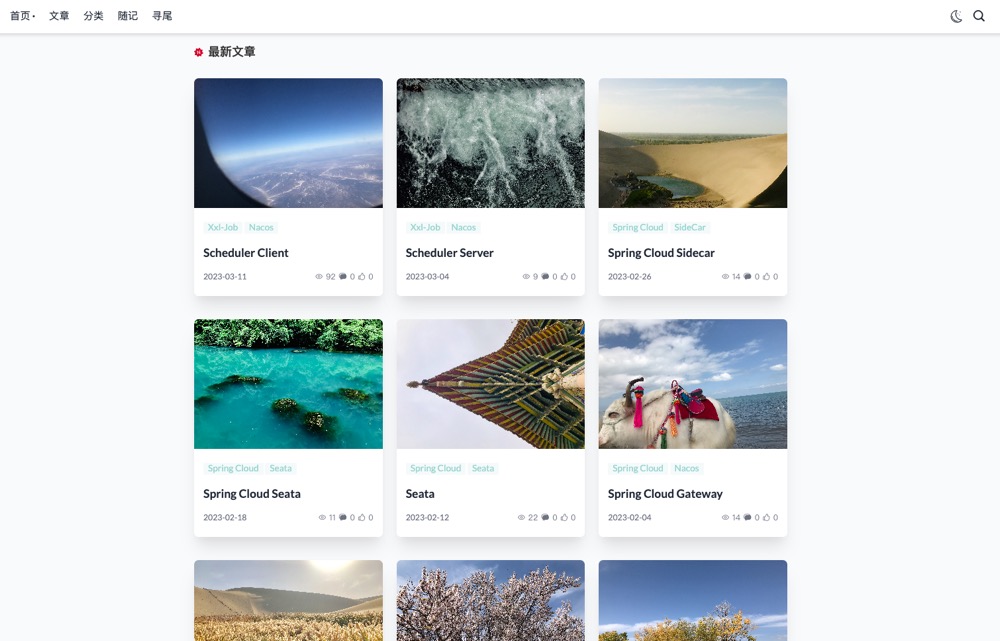 首页· 文章 分类 随记 寻尾
最新文章
Xxl-Job Nacos
Scheduler Client
2023-03-11 92 0 0
Xxl-Job Nacos
Scheduler Server
2023-03-04 9 0 0
Spring Cloud SideCar
Spring Cloud Sidecar
2023-02-26 14 0 0
Spring Cloud Seata
Spring Cloud Seata
2023-02-18 11 0 0
Spring Cloud Seata
Seata
2023-02-12 22 0 0
Spring Cloud Nacos
Spring Cloud Gateway
2023-02-04 14 0 0